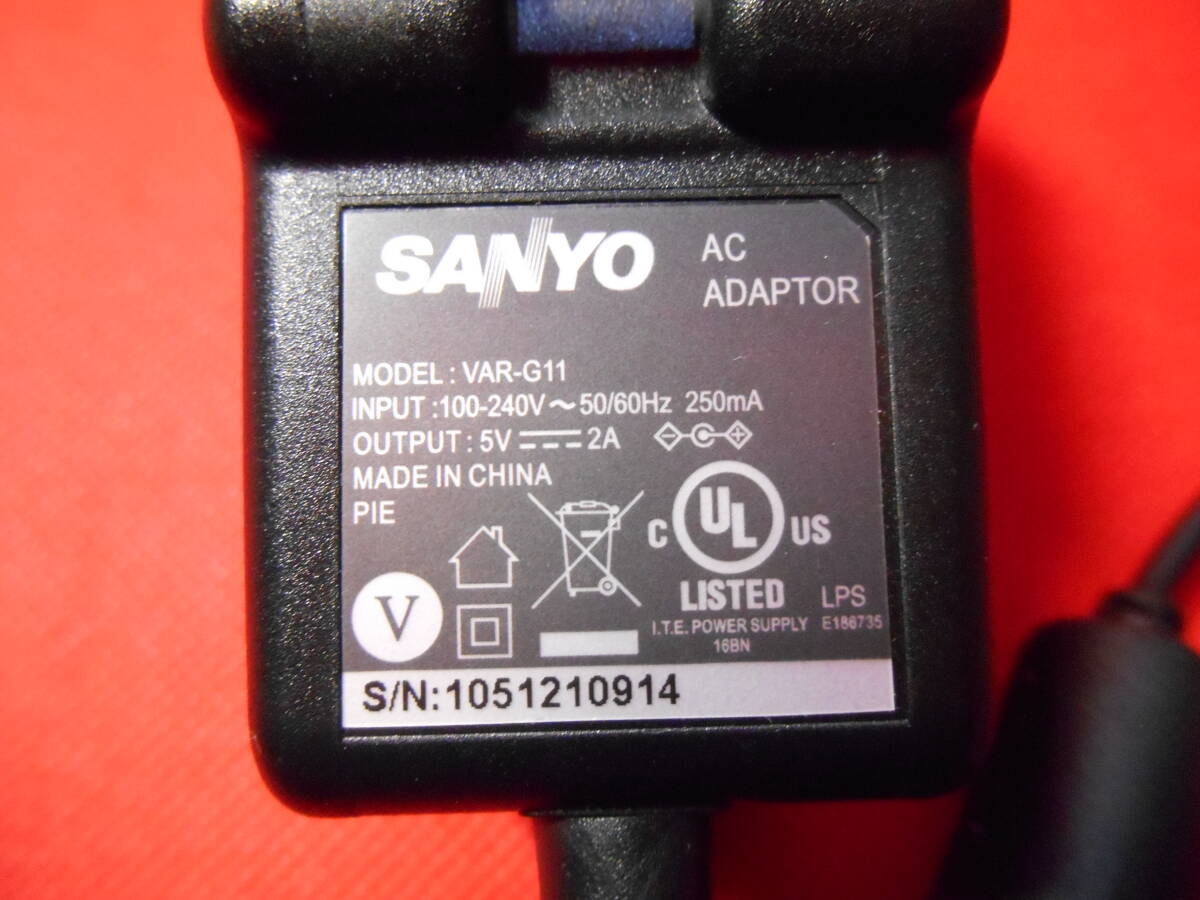 SANYO
AC
ADAPTOR
MODEL : VAR-G11
INPUT :100-240V～50/60Hz 250mA
OUTPUT : 5V ⎓ 2A
MADE IN CHINA
PIE
V
C UL US
LISTED
LPS
I.T.E. POWER SUPPLY E186735
16BN
S/N:1051210914